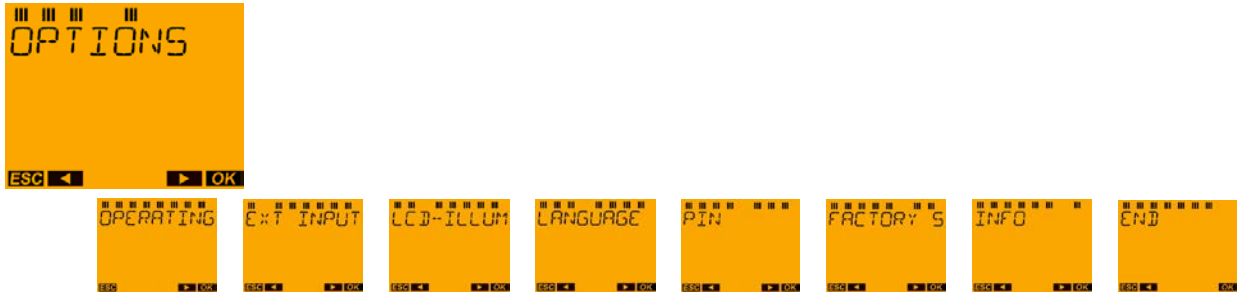 OPTIONS
ESC ◄ ► OK
OPERATING EXT INPUT LCD-ILLUM LANGUAGE PIN FACTORY S INFO END
ESC ► OK ESC ◄ ► OK ESC ◄ ► OK ESC ◄ ► OK ESC ◄ ► OK ESC ◄ ► OK ESC ◄ ► OK ESC ◄ OK